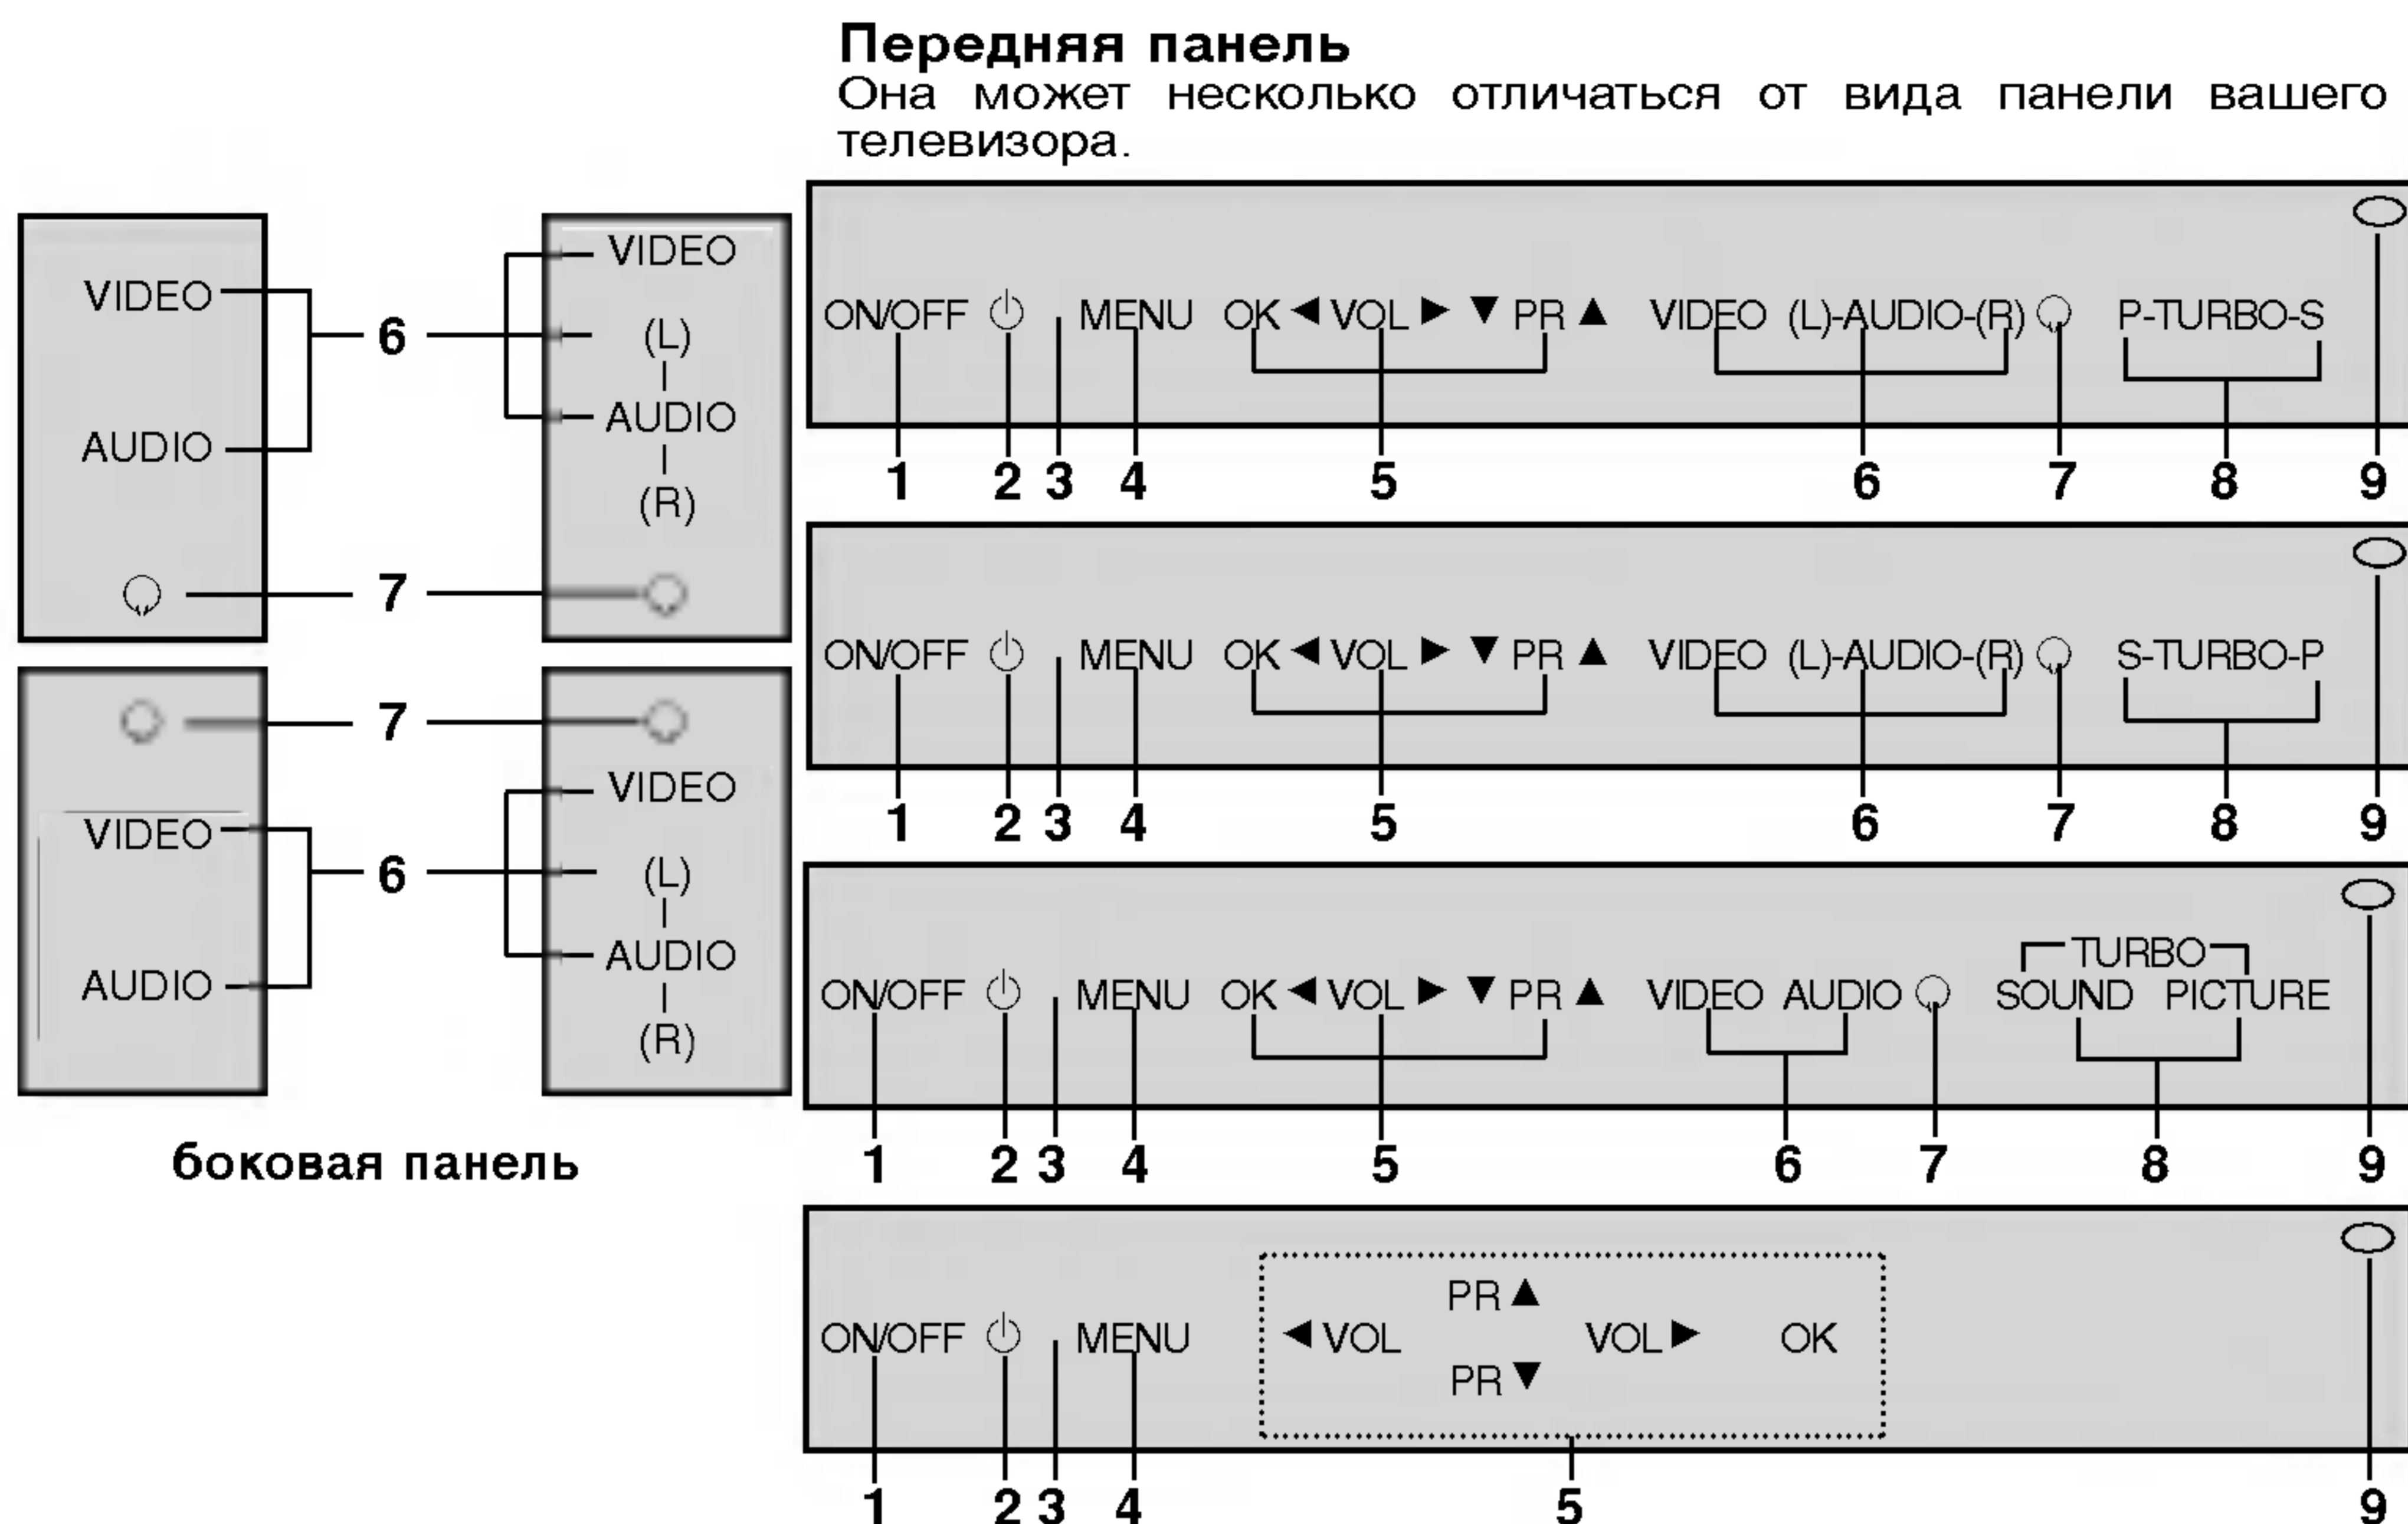 Передняя панель
Она может несколько отличаться от вида панели вашего
телевизора.
VIDEO
AUDIO
6
7
VIDEO
(L)
AUDIO
(R)
7
VIDEO
AUDIO
6
VIDEO
(L)
AUDIO
(R)
боковая панель
ON/OFF MENU OK ◀ VOL ▶ ▼ PR ▲ VIDEO (L)-AUDIO-(R) P-TURBO-S
1 2 3 4 5 6 7 8 9
ON/OFF MENU OK ◀ VOL ▶ ▼ PR ▲ VIDEO (L)-AUDIO-(R) S-TURBO-P
1 2 3 4 5 6 7 8 9
TURBO
ON/OFF MENU OK ◀ VOL ▶ ▼ PR ▲ VIDEO AUDIO SOUND PICTURE
1 2 3 4 5 6 7 8 9
PR ▲
ON/OFF MENU ◀ VOL VOL ▶ OK
PR ▼
1 2 3 4 5 9